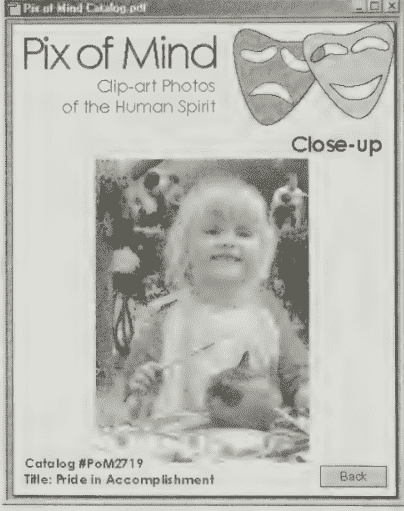 Pix of Mind Catalog.pdf
Pix of Mind
Clip-art Photos
of the Human Spirit
Close-up
Catalog #PoM2719
Title: Pride in Accomplishment
Back